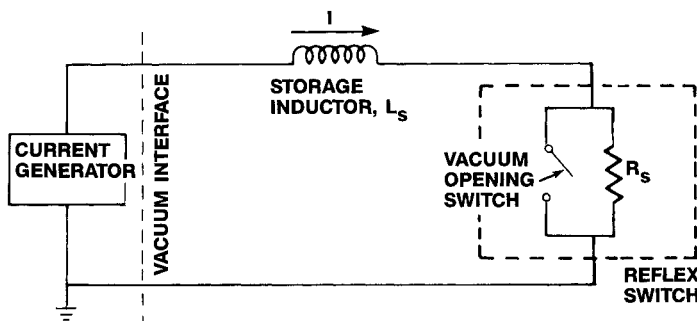 I
STORAGE
INDUCTOR, Ls
CURRENT
GENERATOR
VACUUM INTERFACE
VACUUM
OPENING
SWITCH
Rs
REFLEX
SWITCH